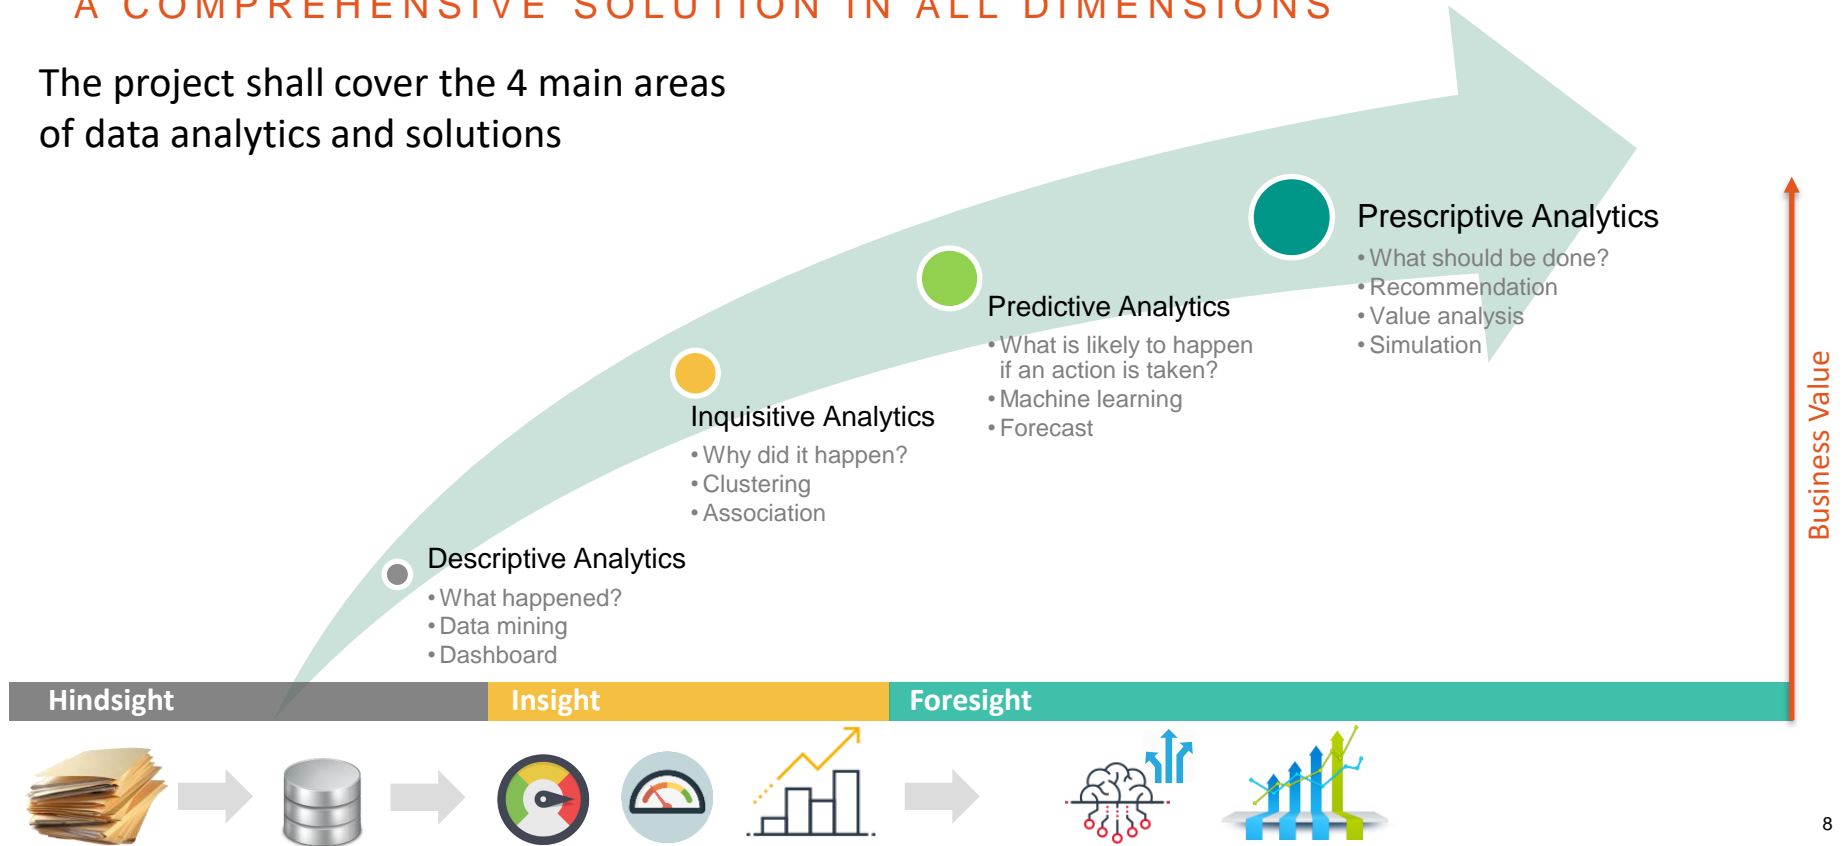 A COMPREHENSIVE SOLUTION IN ALL DIMENSIONS
The project shall cover the 4 main areas
of data analytics and solutions
Prescriptive Analytics
• What should be done?
• Recommendation
• Value analysis
• Simulation
Predictive Analytics
• What is likely to happen
if an action is taken?
• Machine learning
• Forecast
Inquisitive Analytics
• Why did it happen?
• Clustering
• Association
Descriptive Analytics
• What happened?
• Data mining
• Dashboard
Business Value
Hindsight
Insight
Foresight
8